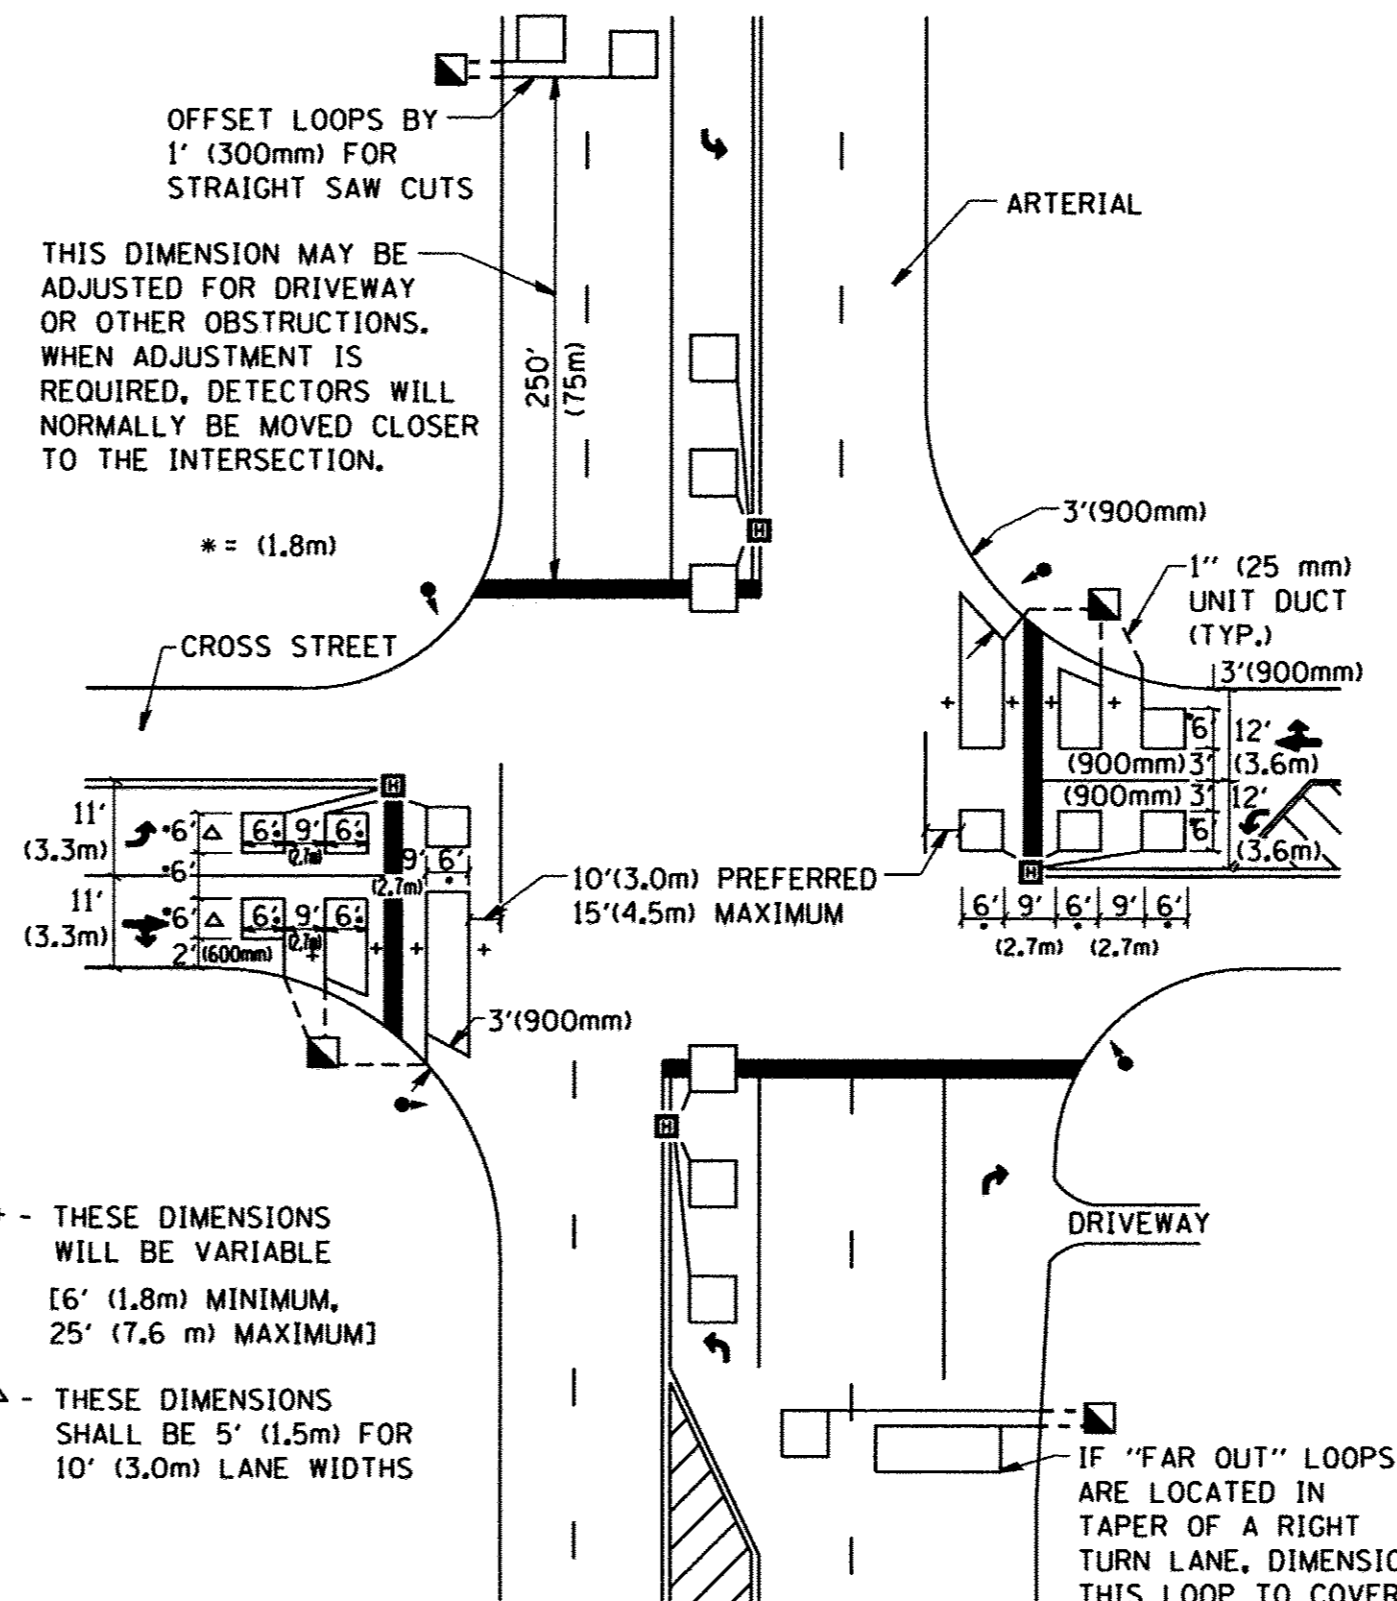 OFFSET LOOPS BY
1' (300mm) FOR
STRAIGHT SAW CUTS
ARTERIAL
THIS DIMENSION MAY BE
ADJUSTED FOR DRIVEWAY
OR OTHER OBSTRUCTIONS.
WHEN ADJUSTMENT IS
REQUIRED, DETECTORS WILL
NORMALLY BE MOVED CLOSER
TO THE INTERSECTION.
250'
(75m)
* = (1.8m)
H
3'(900mm)
1'' (25 mm)
UNIT DUCT
(TYP.)
CROSS STREET
3'(900mm)
+ + + +
*6' 12'
(900mm) 3' (3.6m)
(900mm) 3' 12'
*6' (3.6m)
H
6' 9' 6' 9' 6'
* (2.7m) * (2.7m) *
H
11' *6' Δ 6'* 9' 6'*
(3.3m) (2.7m) 9' 6'
*6' (2.7m) *
11' *6' Δ 6'* 9' 6'*
(3.3m) (2.7m)
2' (600mm) + + + +
10'(3.0m) PREFERRED
15'(4.5m) MAXIMUM
3'(900mm)
H
DRIVEWAY
+ - THESE DIMENSIONS
WILL BE VARIABLE
[6' (1.8m) MINIMUM,
25' (7.6 m) MAXIMUM]
Δ - THESE DIMENSIONS
SHALL BE 5' (1.5m) FOR
10' (3.0m) LANE WIDTHS
IF "FAR OUT" LOOPS
ARE LOCATED IN
TAPER OF A RIGHT
TURN LANE, DIMENSIO
THIS LOOP TO COVER